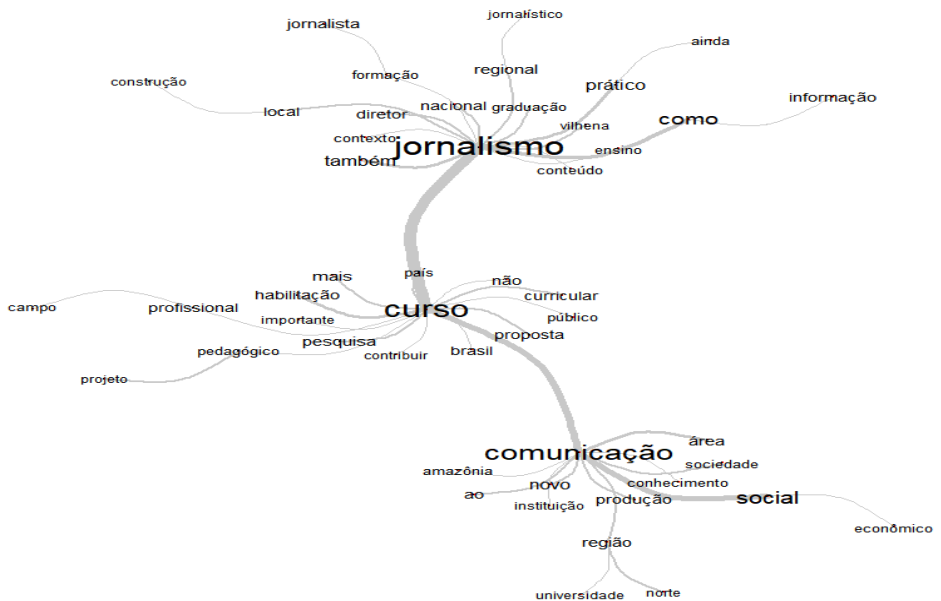 jornalístico
jornalista
ainda
formação
regional
construção
prático
informação
local
diretor
nacional
graduação
vilhena
como
contexto
jornalismo
ensino
também
conteúdo
país
mais
não
habilitação
curricular
campo
profissional
curso
importante
público
pesquisa
proposta
pedagógico
contribuir
brasil
projeto
área
comunicação
sociedade
amazônia
conhecimento
novo
ao
produção
social
instituição
econômico
região
universidade
norte